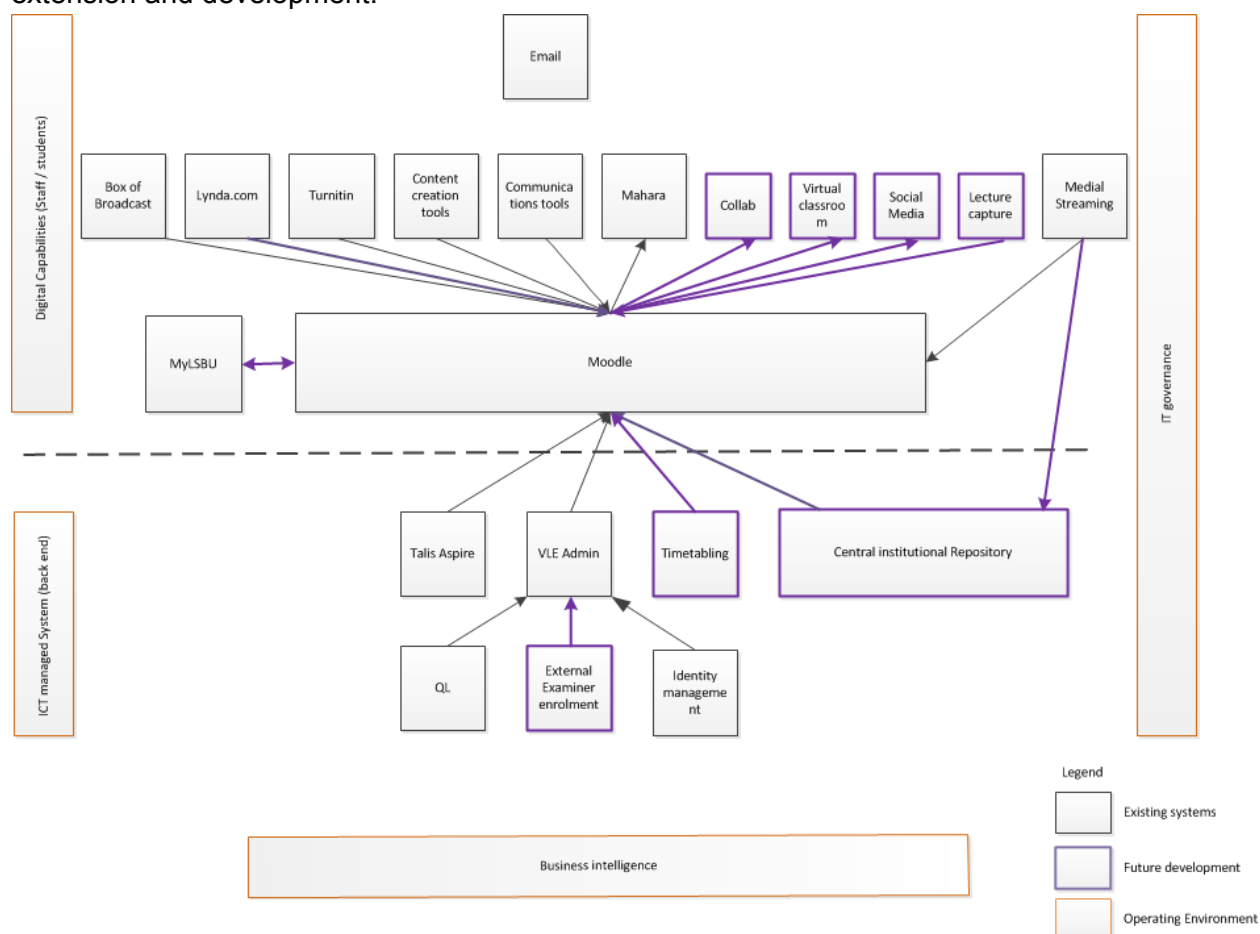 extension and development.
Email
Digital Capabilities (Staff / students)
Box of
Broadcast
Lynda.com
Turnitin
Content
creation
tools
Communica
tions tools
Mahara
Collab
Virtual
classroo
m
Social
Media
Lecture
capture
Medial
Streaming
MyLSBU
Moodle
IT governance
ICT managed System (back end)
Talis Aspire
VLE Admin
Timetabling
Central institutional Repository
QL
External
Examiner
enrolment
Identity
manageme
nt
Legend
Existing systems
Business intelligence
Future development
Operating Environment